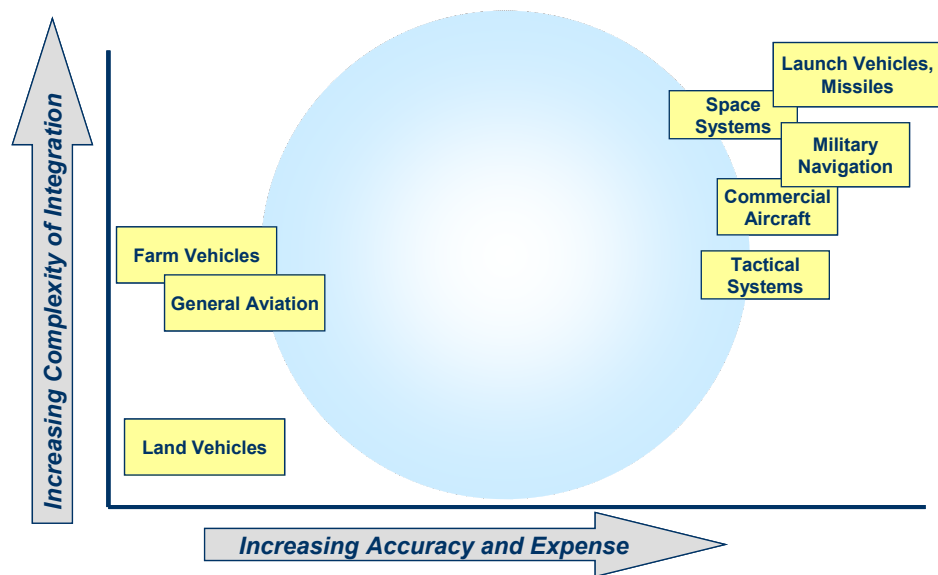 Increasing Complexity of Integration
Launch Vehicles,
Missiles
Space
Systems
Military
Navigation
Commercial
Aircraft
Farm Vehicles
Tactical
Systems
General Aviation
Land Vehicles
Increasing Accuracy and Expense